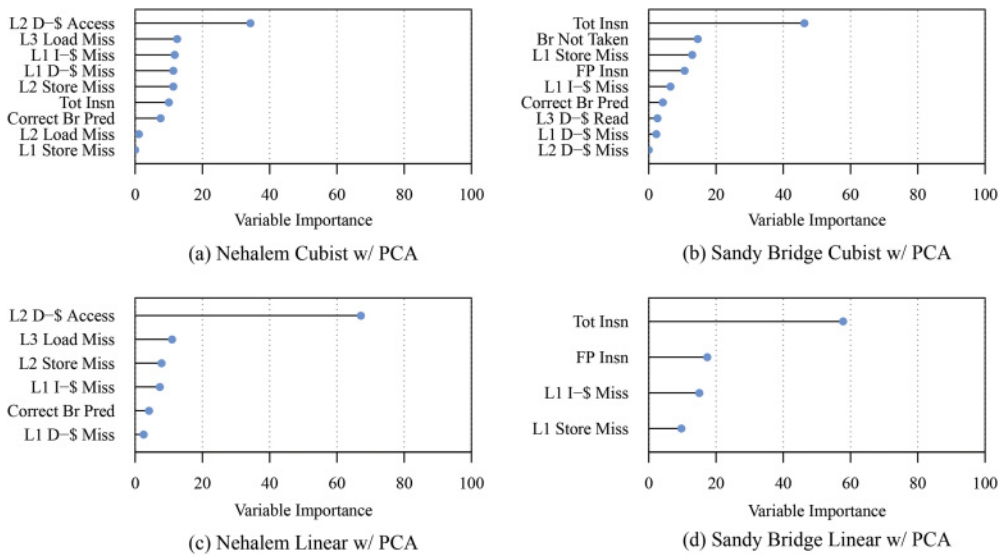 L2 D−$ Access
L3 Load Miss
L1 I−$ Miss
L1 D−$ Miss
L2 Store Miss
Tot Insn
Correct Br Pred
L2 Load Miss
L1 Store Miss
0 20 40 60 80 100
Variable Importance
(a) Nehalem Cubist w/ PCA
Tot Insn
Br Not Taken
L1 Store Miss
FP Insn
L1 I−$ Miss
Correct Br Pred
L3 D−$ Read
L1 D−$ Miss
L2 D−$ Miss
0 20 40 60 80 100
Variable Importance
(b) Sandy Bridge Cubist w/ PCA
L2 D−$ Access
L3 Load Miss
L2 Store Miss
L1 I−$ Miss
Correct Br Pred
L1 D−$ Miss
0 20 40 60 80 100
Variable Importance
(c) Nehalem Linear w/ PCA
Tot Insn
FP Insn
L1 I−$ Miss
L1 Store Miss
0 20 40 60 80 100
Variable Importance
(d) Sandy Bridge Linear w/ PCA